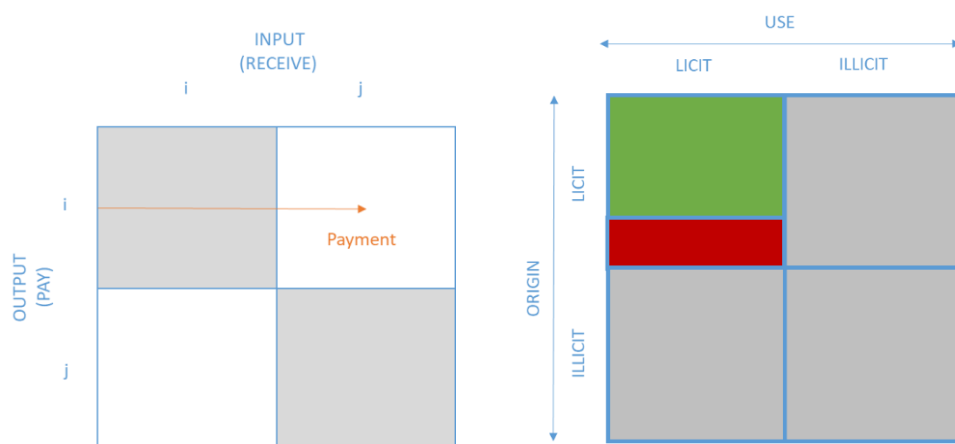 INPUT
(RECEIVE)
i
j
i
Payment
OUTPUT
(PAY)
j
USE
LICIT
ILLICIT
LICIT
ORIGIN
ILLICIT